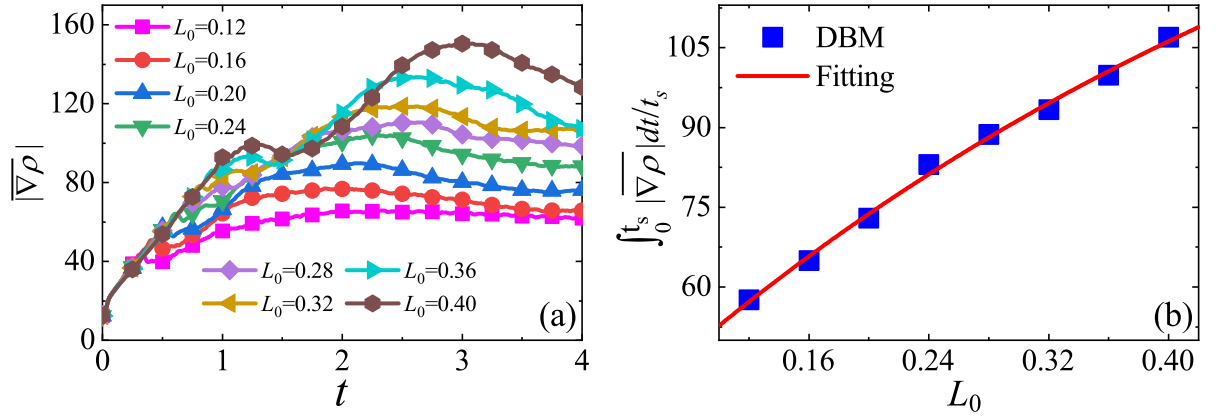 160
120
80
40
0
|∇ρ|
L₀=0.12
L₀=0.16
L₀=0.20
L₀=0.24
L₀=0.28
L₀=0.36
L₀=0.32
L₀=0.40
(a)
0
1
2
3
4
t
105
90
75
60
∫₀ᵗˢ |∇ρ| dt/tₛ
DBM
Fitting
(b)
0.16
0.24
0.32
0.40
L₀